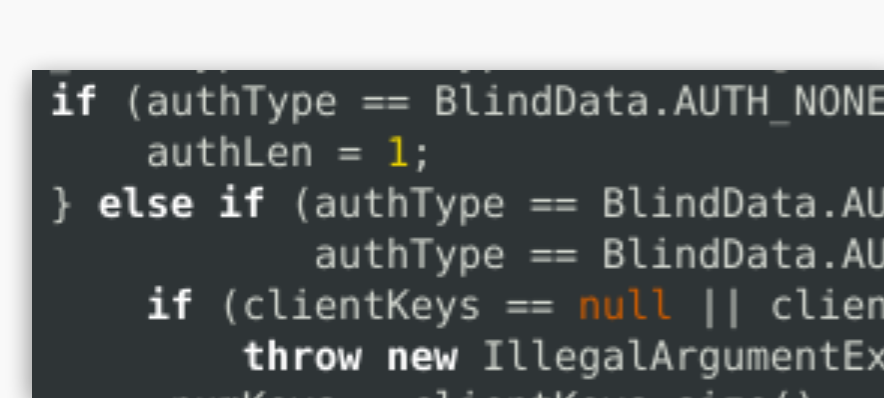 if (authType == BlindData.AUTH_NONE
authLen = 1;
} else if (authType == BlindData.AU
authType == BlindData.AU
if (clientKeys == null || clien
throw new IllegalArgumentEx